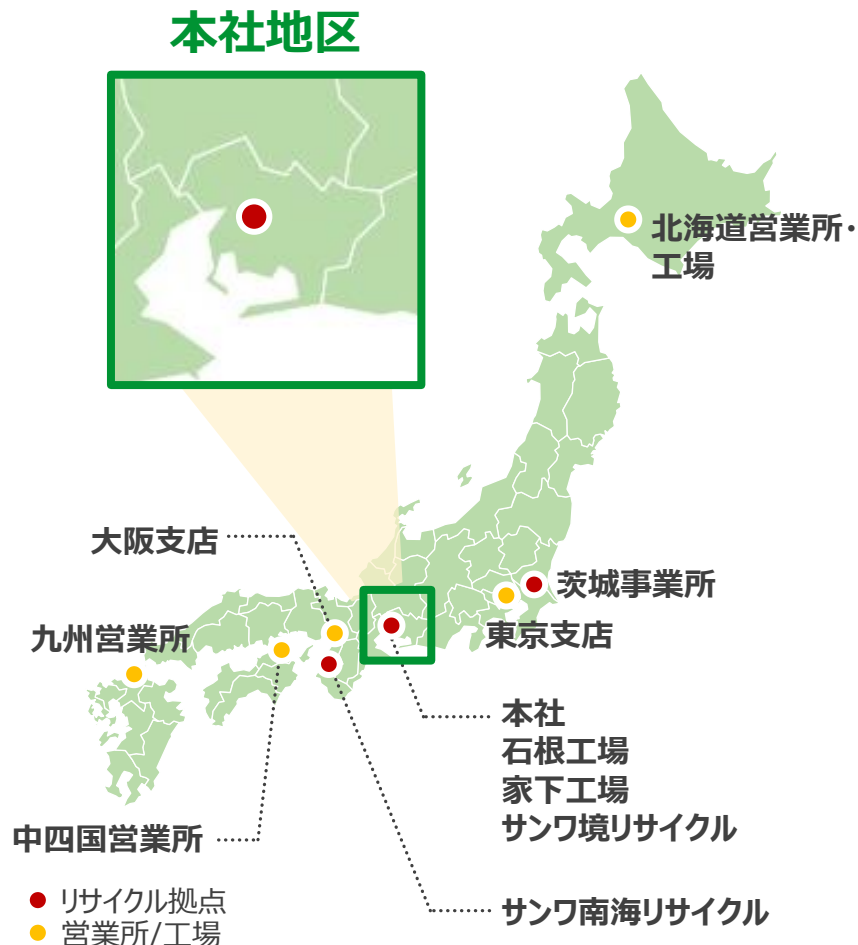 本社地区
北海道営業所・
工場
大阪支店
茨城事業所
九州営業所
東京支店
本社
石根工場
家下工場
サンワ境リサイクル
中四国営業所
サンワ南海リサイクル
リサイクル拠点
営業所/工場